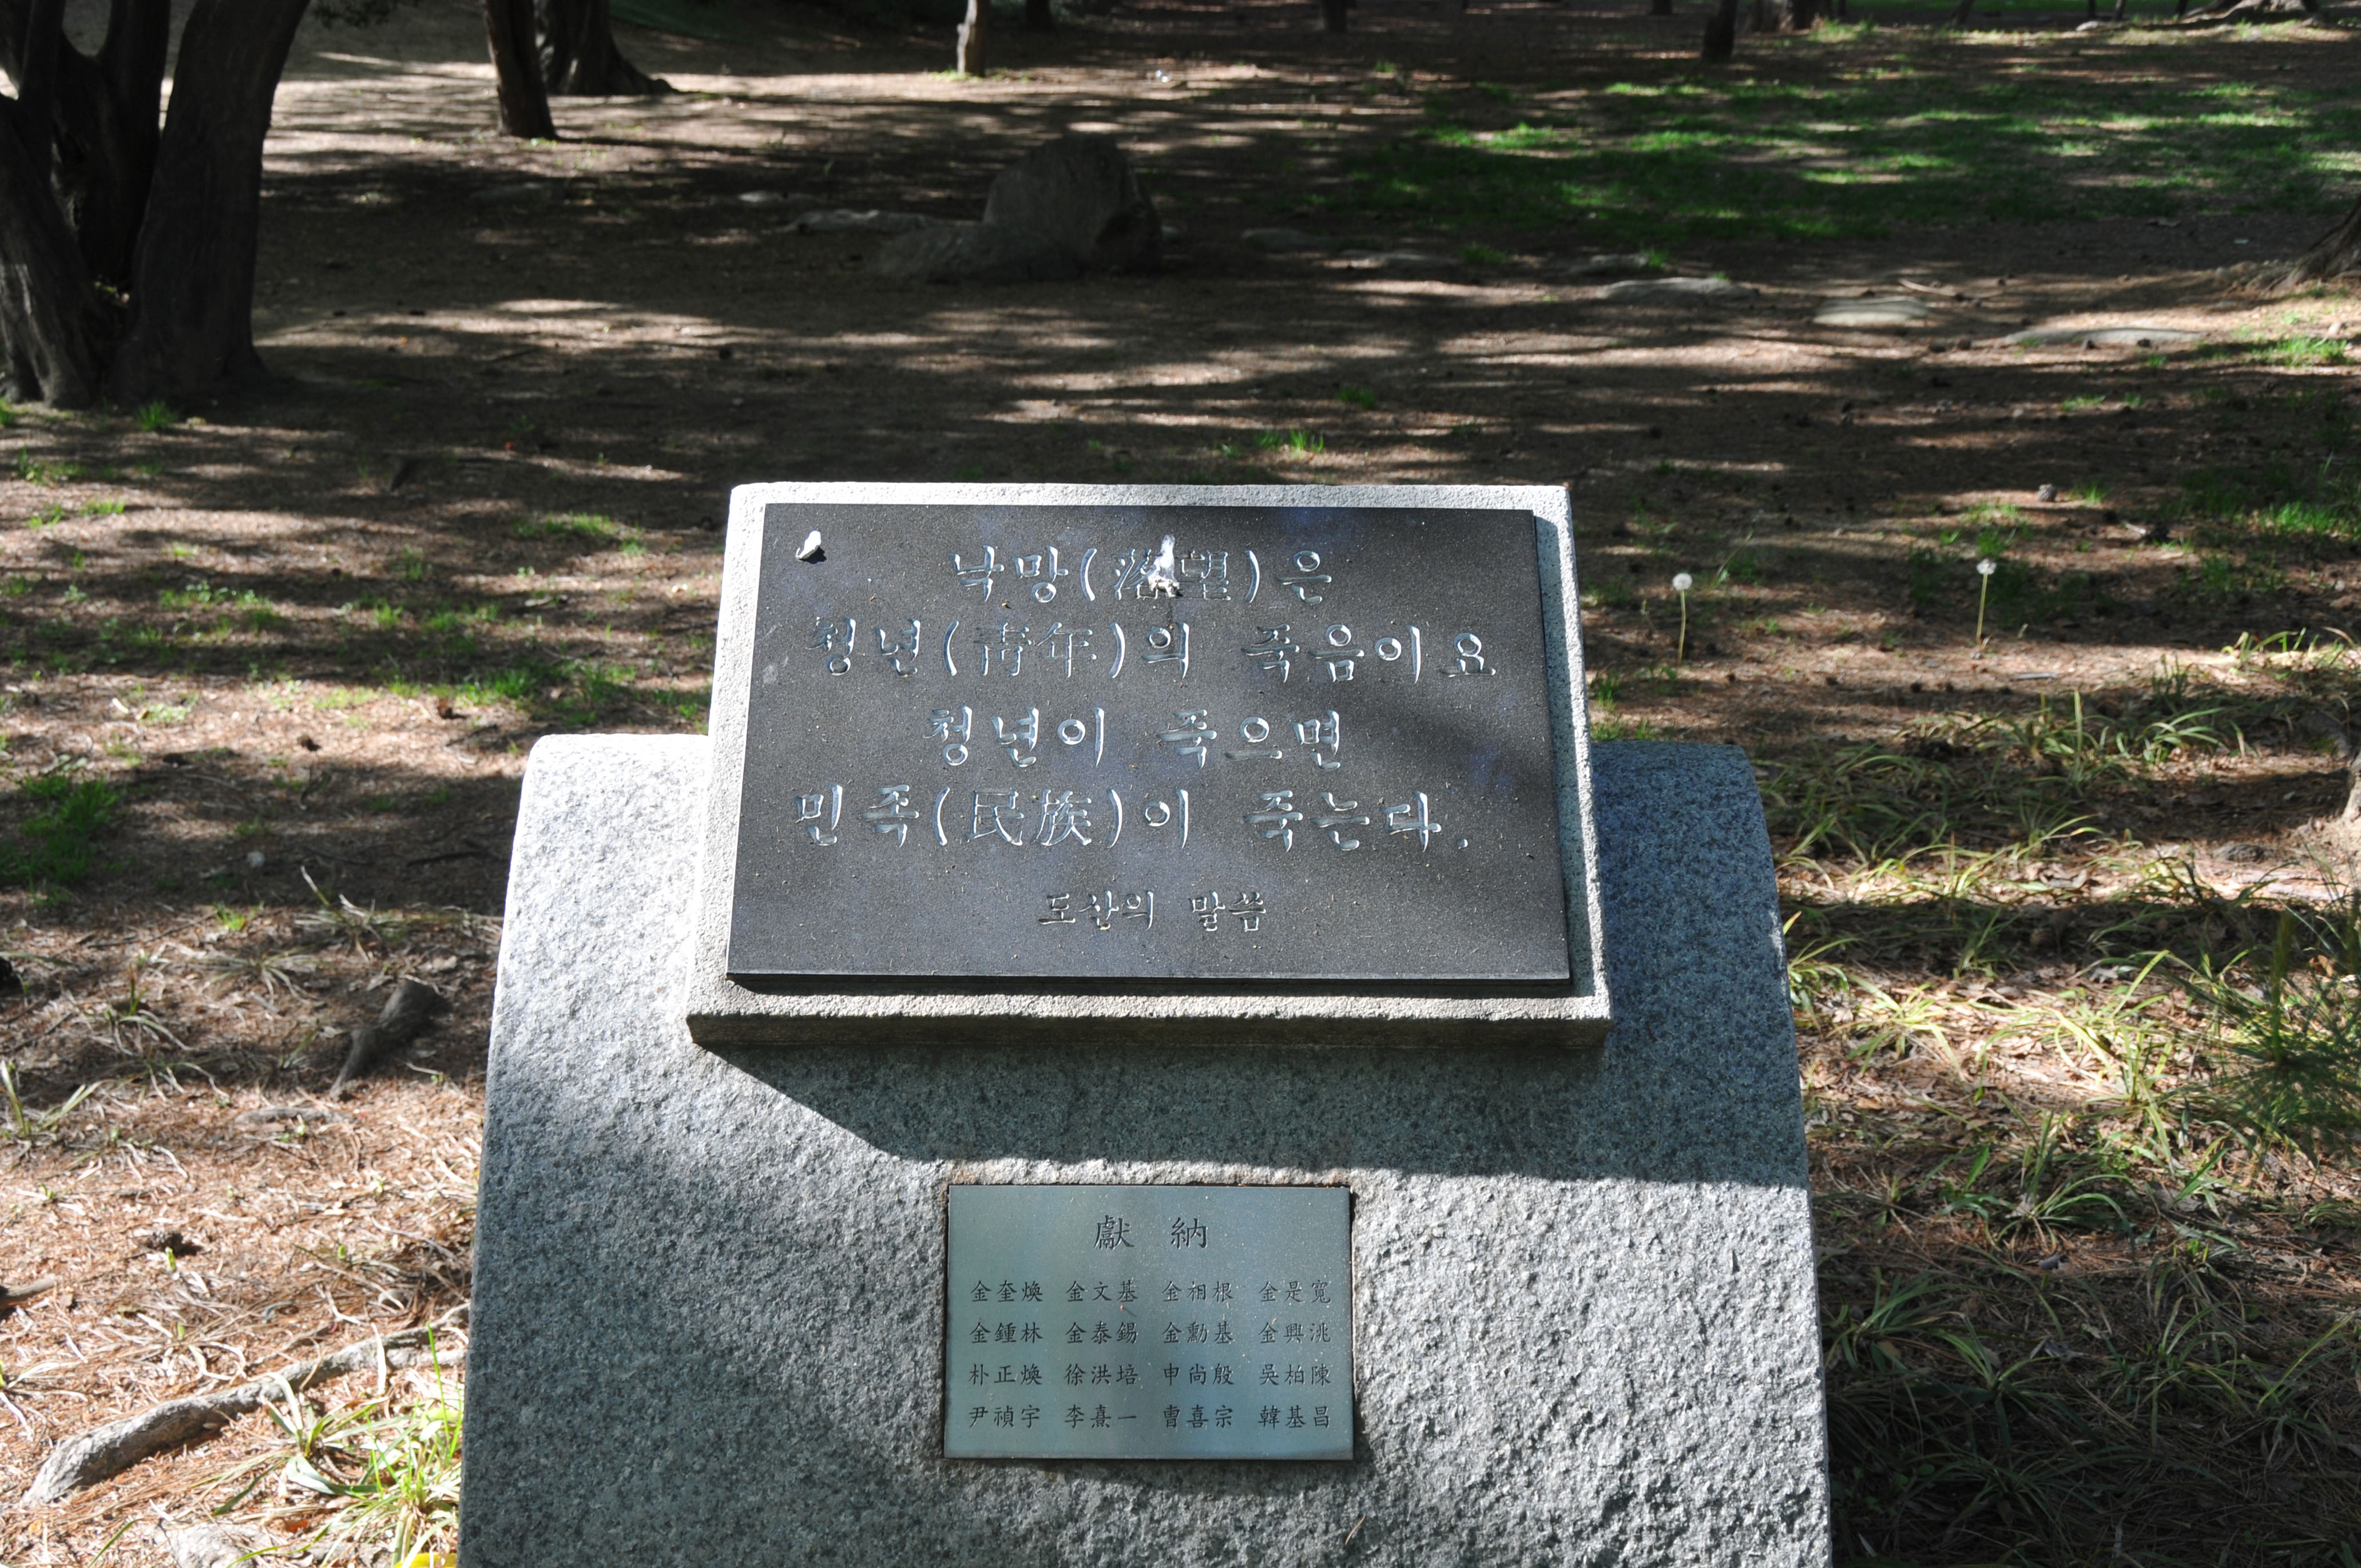 낙망(落望)은
청년(靑年)의 죽음이요
청년이 죽으면
민족(民族)이 죽는다.
도산의 말씀
獻 納
金奎煥 金文基 金相根 金是寬
金鍾林 金泰錫 金勳基 金興洮
朴正煥 徐洪培 申尙殷 吳柏陳
尹禎宇 李熹一 曺喜宗 韓基昌